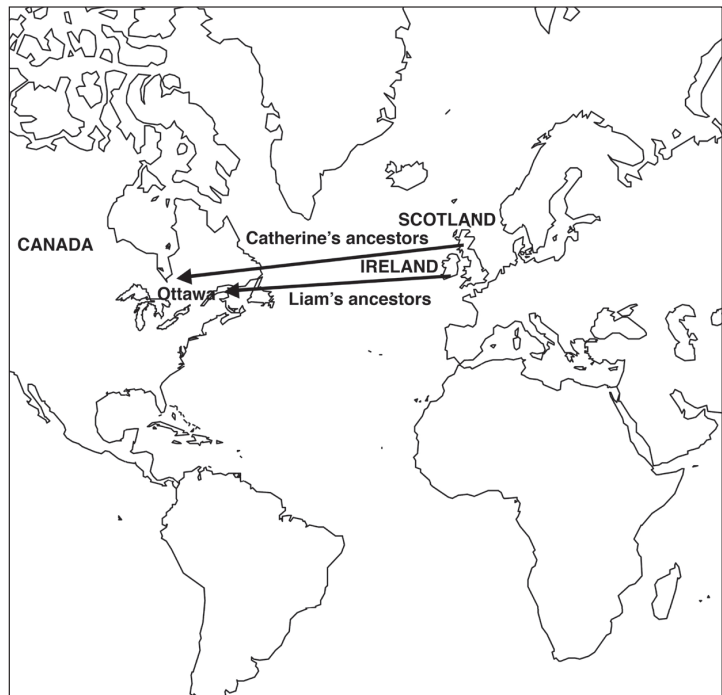 SCOTLAND
CANADA
Catherine's ancestors
IRELAND
Ottawa
Liam's ancestors